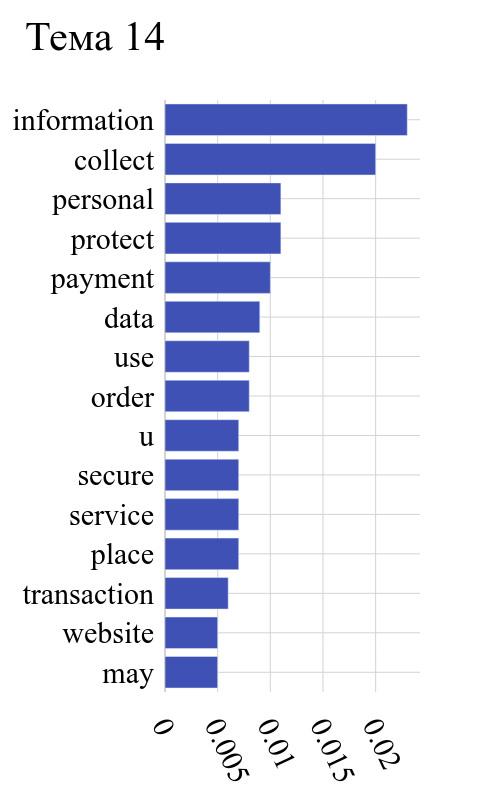 Тема 14
information
collect
personal
protect
payment
data
use
order
u
secure
service
place
transaction
website
may
0
0.005
0.01
0.015
0.02